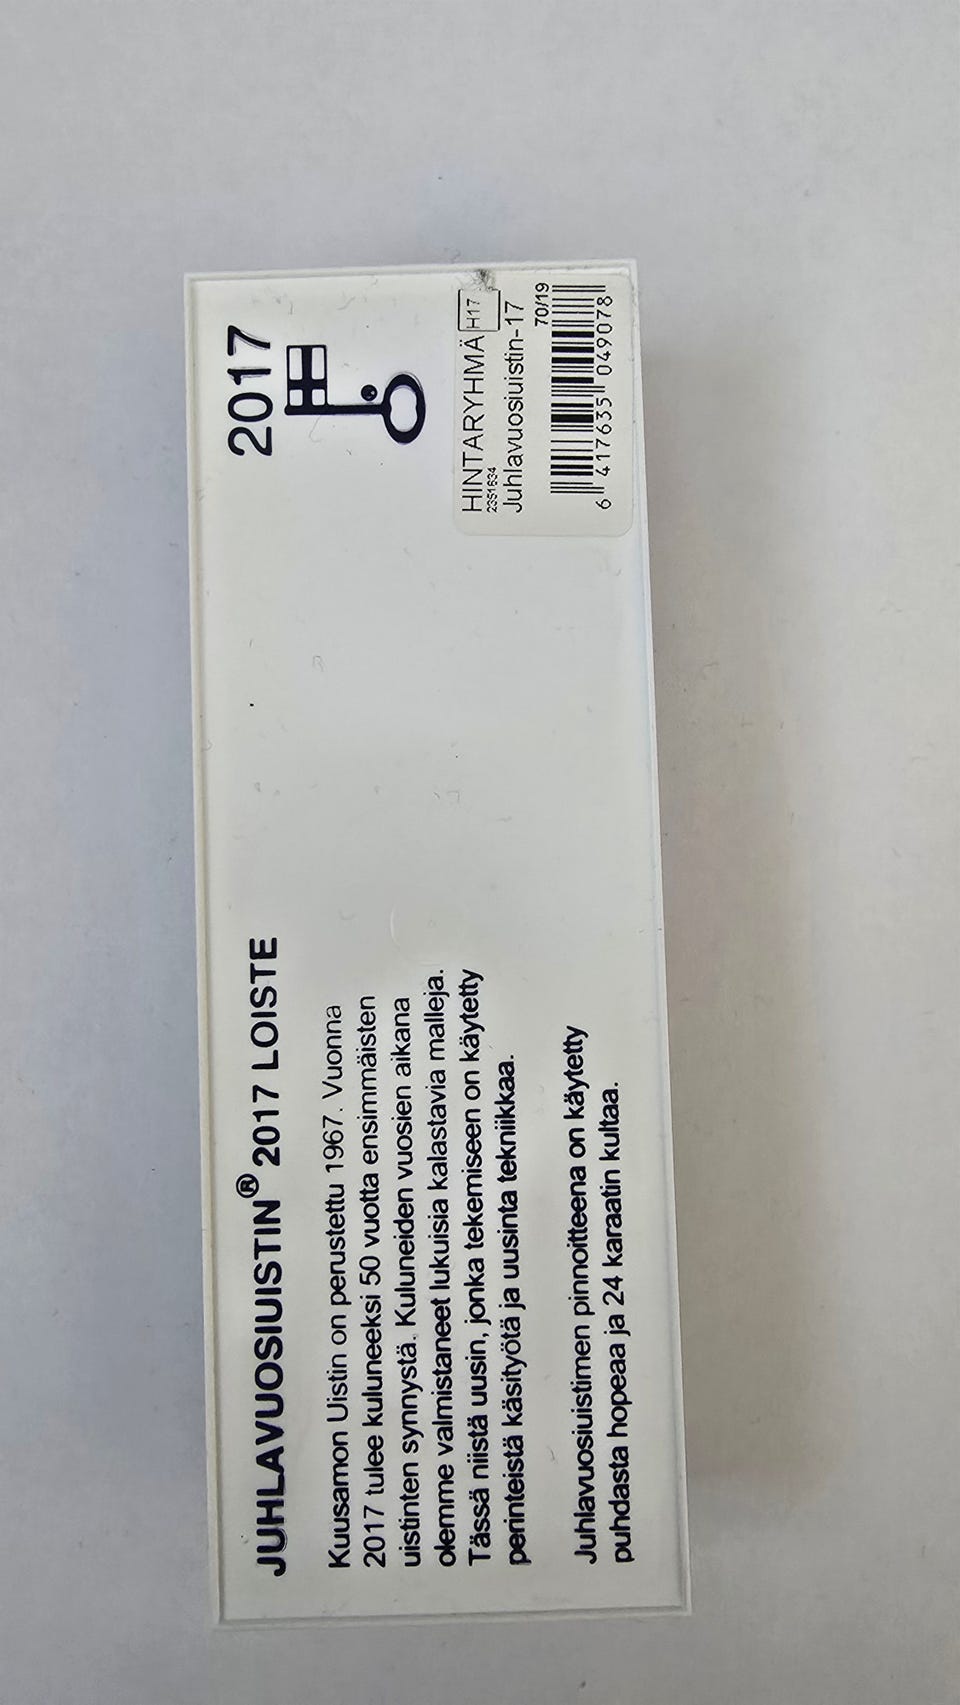 JUHLAVUOSIUISTIN® 2017 LOISTE
Kuusamon Uistin on perustettu 1967. Vuonna
2017 tulee kuluneeksi 50 vuotta ensimmäisten
uistinten synnystä. Kuluneiden vuosien aikana
olemme valmistaneet lukuisia kalastavia malleja.
Tässä niistä uusin, jonka tekemiseen on käytetty
perinteistä käsityötä ja uusinta tekniikkaa.
Juhlavuosiuistimen pinnoitteena on käytetty
puhdasta hopeaa ja 24 karaatin kultaa.
2017
HINTARYHMÄ H17
2351634
Juhlavuosiuistin-17
70/19
6 417635 049078